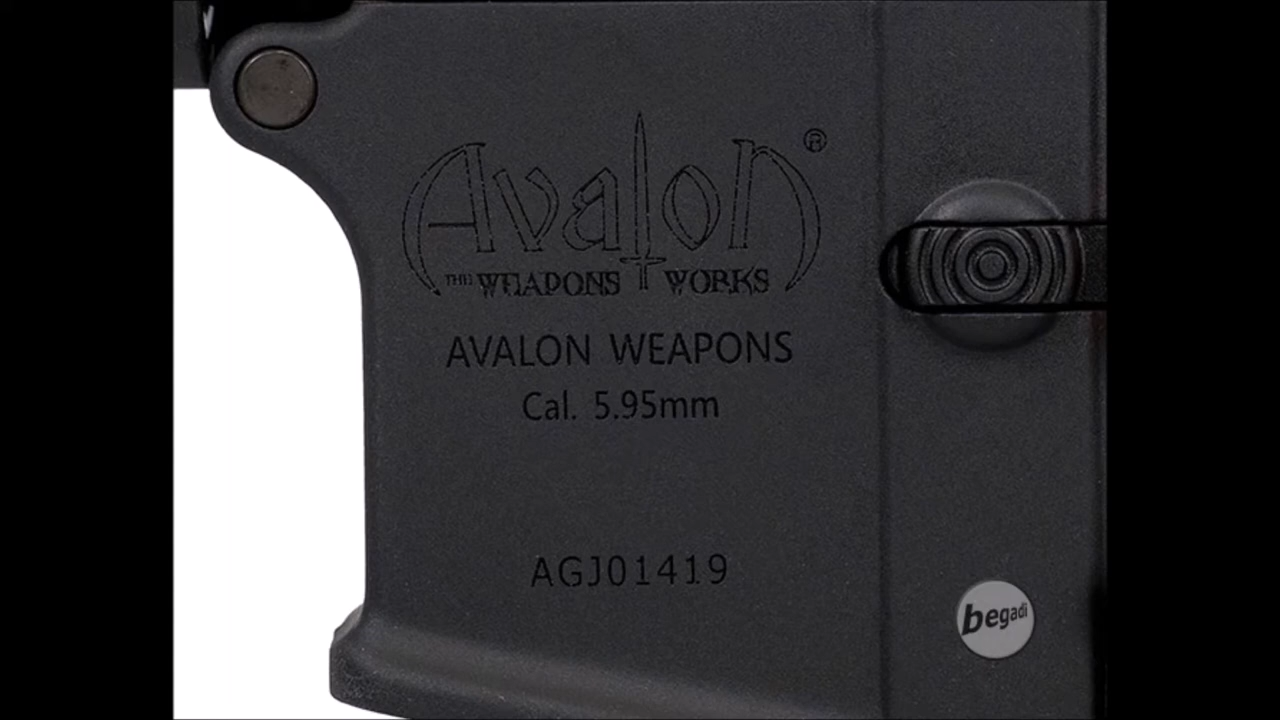 Avalon®
THE WEAPONS WORKS
AVALON WEAPONS
Cal. 5.95mm
AGJ01419
begadi